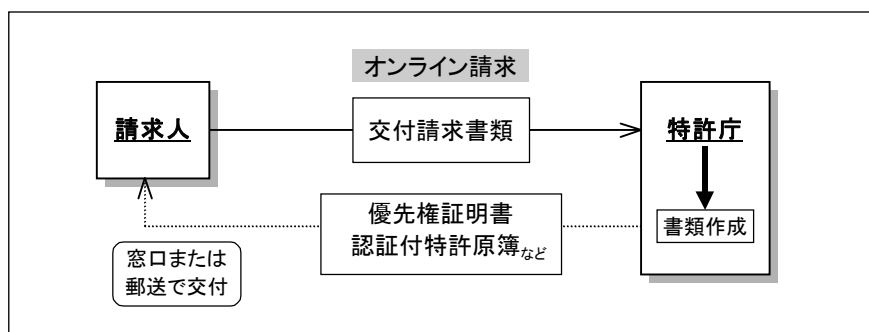 オンライン請求
請求人
交付請求書類
特許庁
優先権証明書
認証付特許原簿など
書類作成
窓口または
郵送で交付